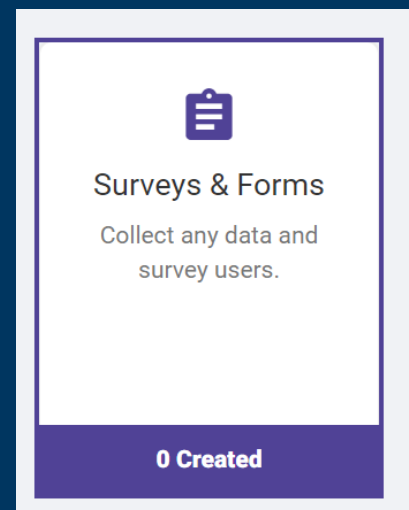 Surveys & Forms
Collect any data and
survey users.
0 Created